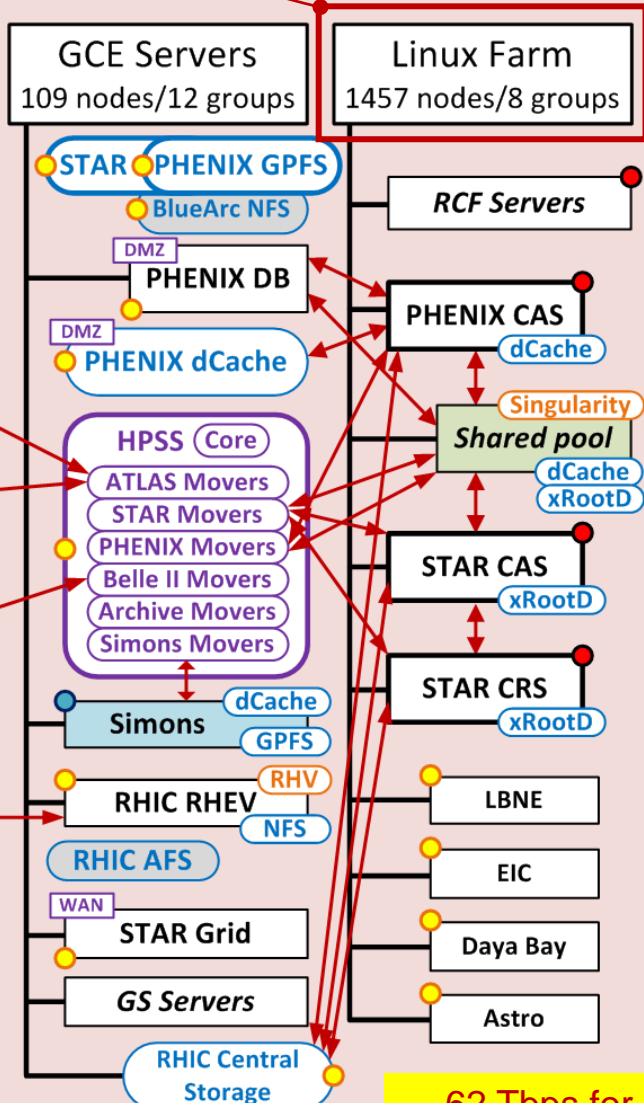 GCE Servers
109 nodes/12 groups
STAR
PHENIX GPFS
BlueArc NFS
DMZ
PHENIX DB
DMZ
PHENIX dCache
HPSS
Core
ATLAS Movers
STAR Movers
PHENIX Movers
Belle II Movers
Archive Movers
Simons Movers
dCache
Simons
GPFS
RHV
RHIC RHEV
NFS
RHIC AFS
WAN
STAR Grid
GS Servers
RHIC Central
Storage
Linux Farm
1457 nodes/8 groups
RCF Servers
PHENIX CAS
dCache
Singularity
Shared pool
dCache
xRootD
STAR CAS
xRootD
STAR CRS
xRootD
LBNE
EIC
Daya Bay
Astro
62 Tbps for